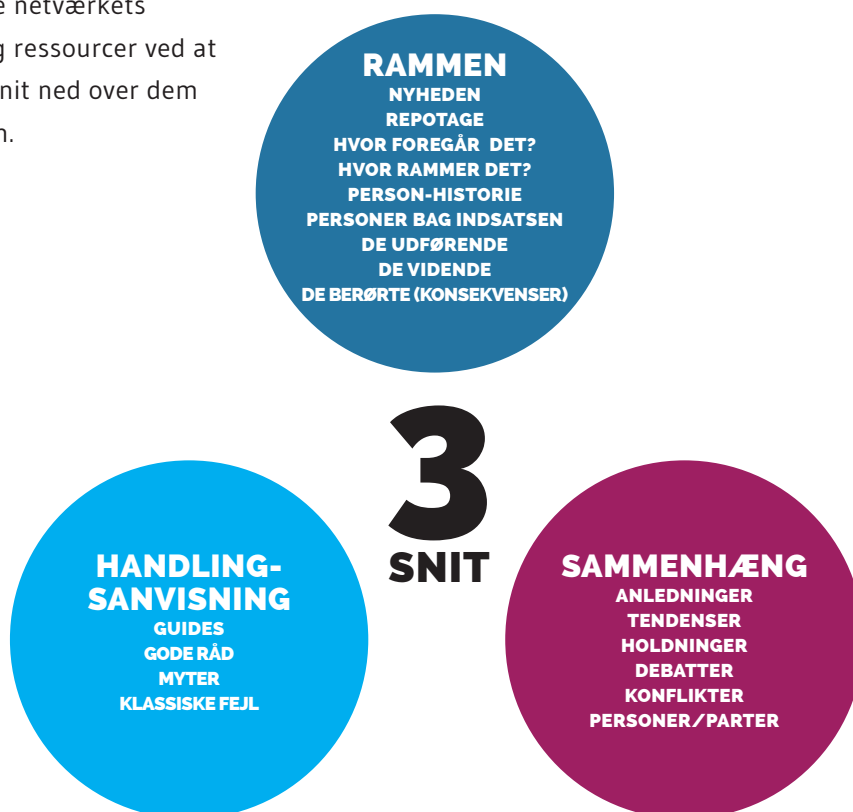 netværkets
ressourcer ved at
nit ned over dem
RAMMEN
NYHEDEN
REPOTAGE
HVOR FOREGÅR DET?
HVOR RAMMER DET?
PERSON-HISTORIE
PERSONER BAG INDSATSEN
DE UDFØRENDE
DE VIDENDE
DE BERØRTE (KONSEKVENSER)
3
SNIT
HANDLING-
SANVISNING
GUIDES
GODE RÅD
MYTER
KLASSISKE FEJL
SAMMENHÆNG
ANLEDNINGER
TENDENSER
HOLDNINGER
DEBATTER
KONFLIKTER
PERSONER/PARTER